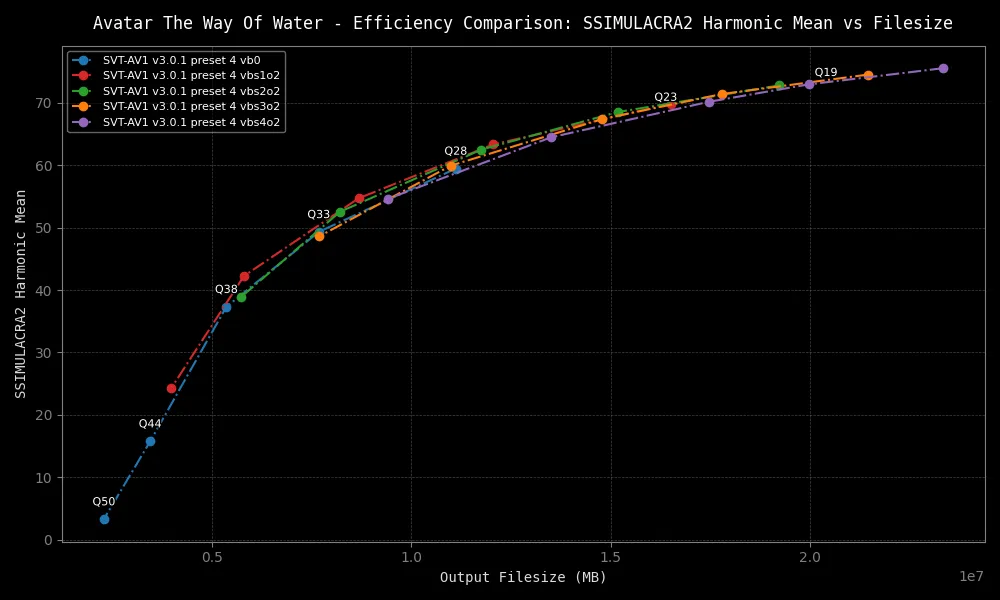 Avatar The Way Of Water - Efficiency Comparison: SSIMULACRA2 Harmonic Mean vs Filesize
SVT-AV1 v3.0.1 preset 4 vb0
SVT-AV1 v3.0.1 preset 4 vbs1o2
SVT-AV1 v3.0.1 preset 4 vbs2o2
SVT-AV1 v3.0.1 preset 4 vbs3o2
SVT-AV1 v3.0.1 preset 4 vbs4o2
Q19
Q23
Q28
Q33
Q38
Q44
Q50
SSIMULACRA2 Harmonic Mean
70
60
50
40
30
20
10
0
0.5
1.0
1.5
2.0
1e7
Output Filesize (MB)